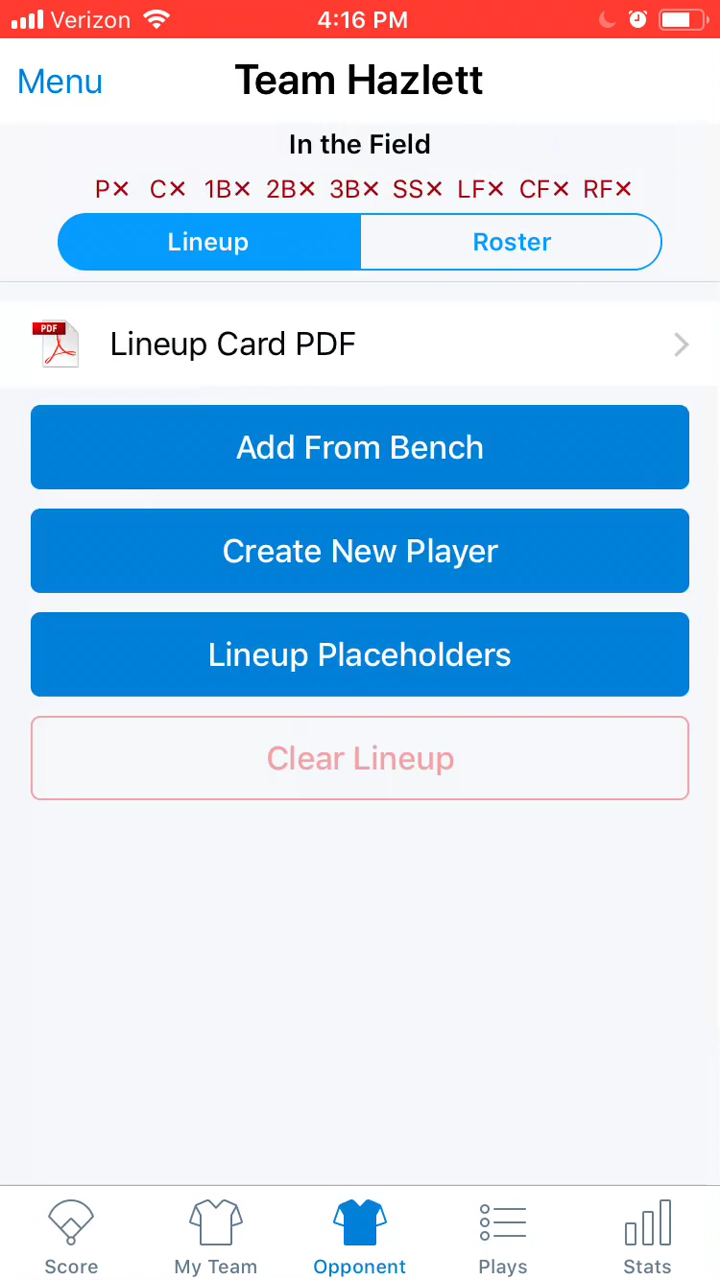 Verizon 4:16 PM
Menu Team Hazlett
In the Field
P× C× 1B× 2B× 3B× SS× LF× CF× RF×
Lineup Roster
PDF Lineup Card PDF
Add From Bench
Create New Player
Lineup Placeholders
Clear Lineup
Score My Team Opponent Plays Stats